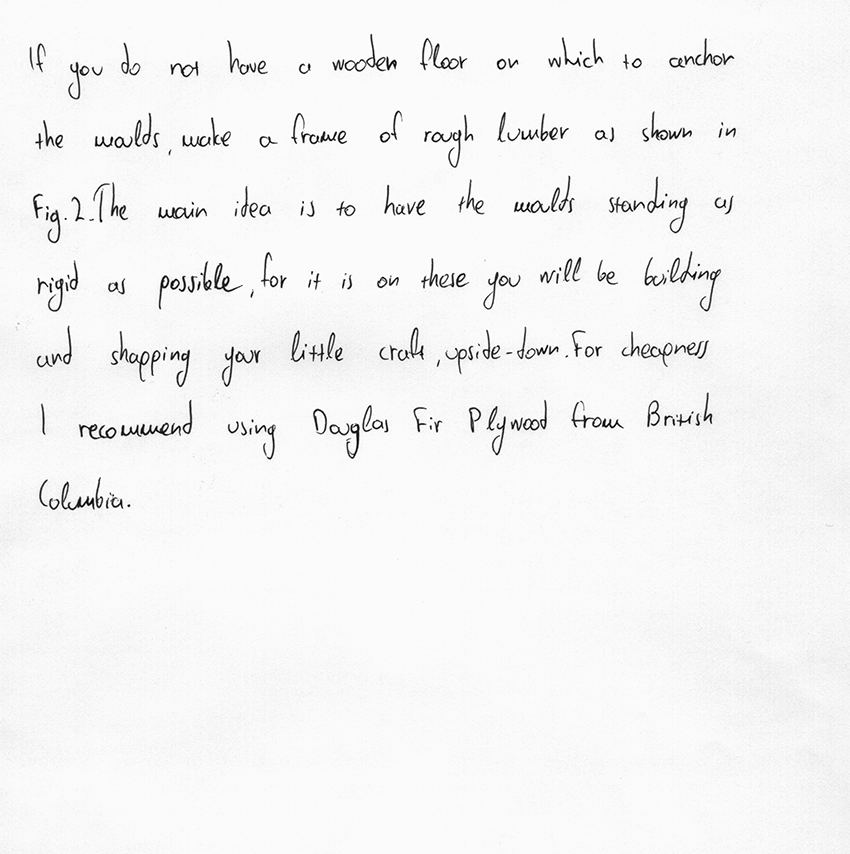 If you do not have a wooden floor on which to anchor
the moulds, make a frame of rough lumber as shown in
Fig. 2. The main idea is to have the moulds standing as
rigid as possible, for it is on these you will be building
and shapping your little craft, upside-down. For cheapness
I recommend using Douglas Fir Plywood from British
Columbia.